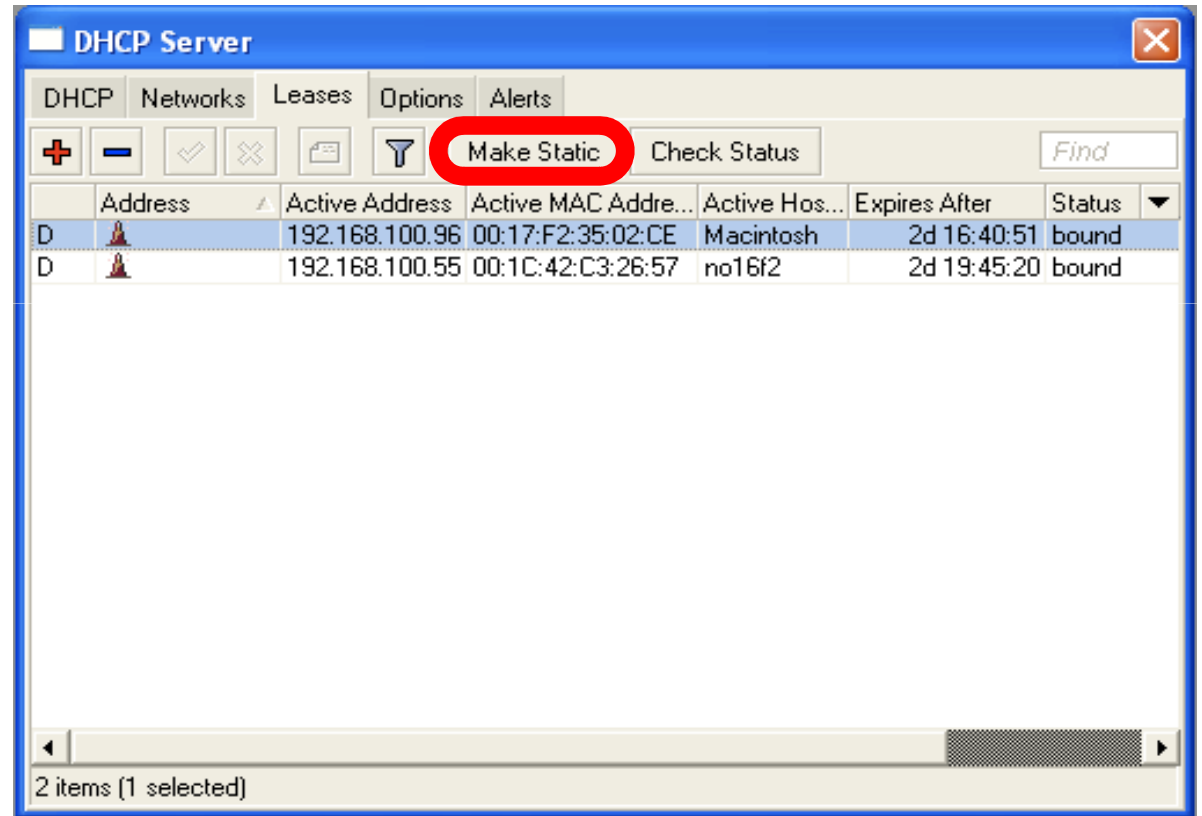 DHCP Server
DHCP Networks Leases Options Alerts
Make Static Check Status Find
Address Active Address Active MAC Addre... Active Hos... Expires After Status
D 192.168.100.96 00:17:F2:35:02:CE Macintosh 2d 16:40:51 bound
D 192.168.100.55 00:1C:42:C3:26:57 no16f2 2d 19:45:20 bound
2 items (1 selected)